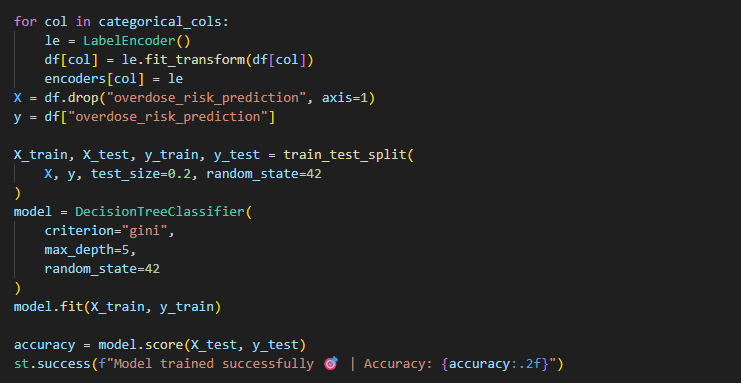 for col in categorical_cols:
    le = LabelEncoder()
    df[col] = le.fit_transform(df[col])
    encoders[col] = le
X = df.drop("overdose_risk_prediction", axis=1)
y = df["overdose_risk_prediction"]

X_train, X_test, y_train, y_test = train_test_split(
    X, y, test_size=0.2, random_state=42
)
model = DecisionTreeClassifier(
    criterion="gini",
    max_depth=5,
    random_state=42
)
model.fit(X_train, y_train)

accuracy = model.score(X_test, y_test)
st.success(f"Model trained successfully 🎯 | Accuracy: {accuracy:.2f}")